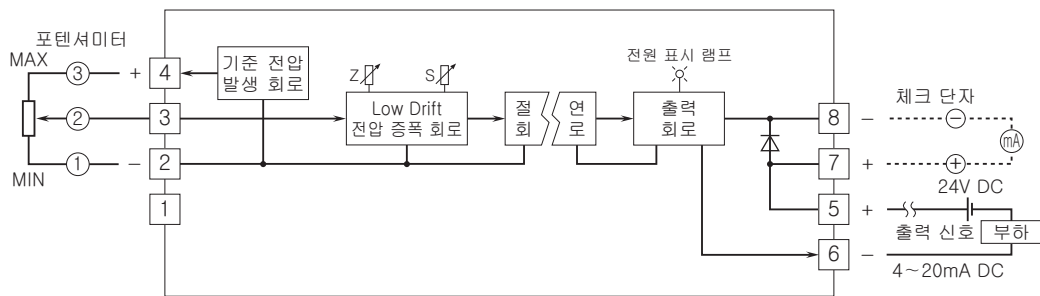 포텐셔미터
MAX
③ + 4
② 3
① − 2
MIN
1
기준 전압
발생 회로
Z
S
Low Drift
전압 증폭 회로
절 연
회 로
전원 표시 램프
출력
회로
8 − 체크 단자
−
mA
7 + +
24V DC
5 +
출력 신호 부하
6 −
4~20mA DC